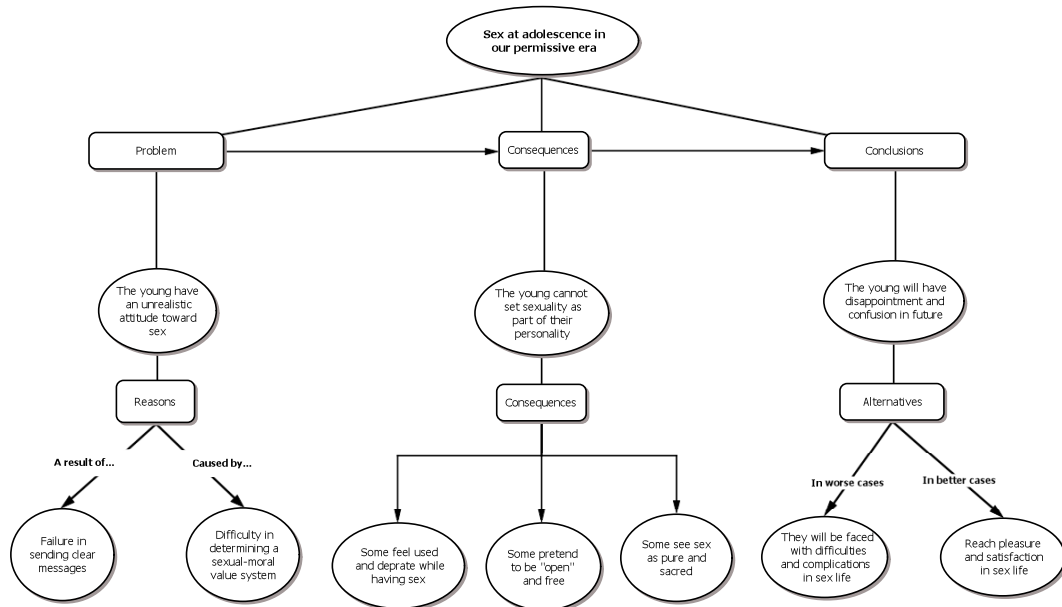 Sex at adolescence in
our permissive era
Problem
Consequences
Conclusions
The young have
an unrealistic
attitude toward
sex
The young cannot
set sexuality as
part of their
personality
The young will have
disappointment and
confusion in future
Reasons
Consequences
Alternatives
A result of...
Caused by...
In worse cases
In better cases
Failure in
sending clear
messages
Difficulty in
determining a
sexual-moral
value system
Some feel used
and deprate while
having sex
Some pretend
to be "open"
and free
Some see sex
as pure and
sacred
They will be faced
with difficulties
and complications
in sex life
Reach pleasure
and satisfaction
in sex life